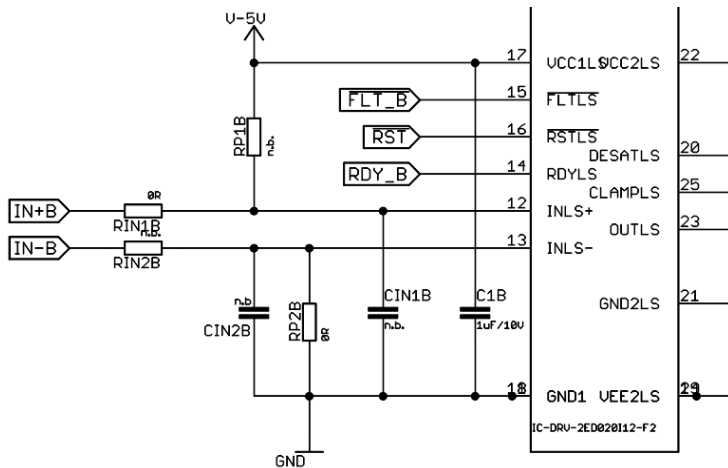 V-5V
17 VCC1LS VCC2LS 22
FLT_B 15 FLTLS
RP1B n.b.
RST 16 RSTLS
DESATLS 20
RDY_B 14 RDYLS
CLAMPLS 25
IN+B 0R 12 INLS+
RIN1B
OUTLS 23
IN-B n.b. 13 INLS-
RIN2B
n.b CIN1B C1B
GND2LS 21
CIN2B RP2B 0R n.b. 1uF/10V
GND1 VEE2LS
IC-DRV-2ED020I12-F2
GND